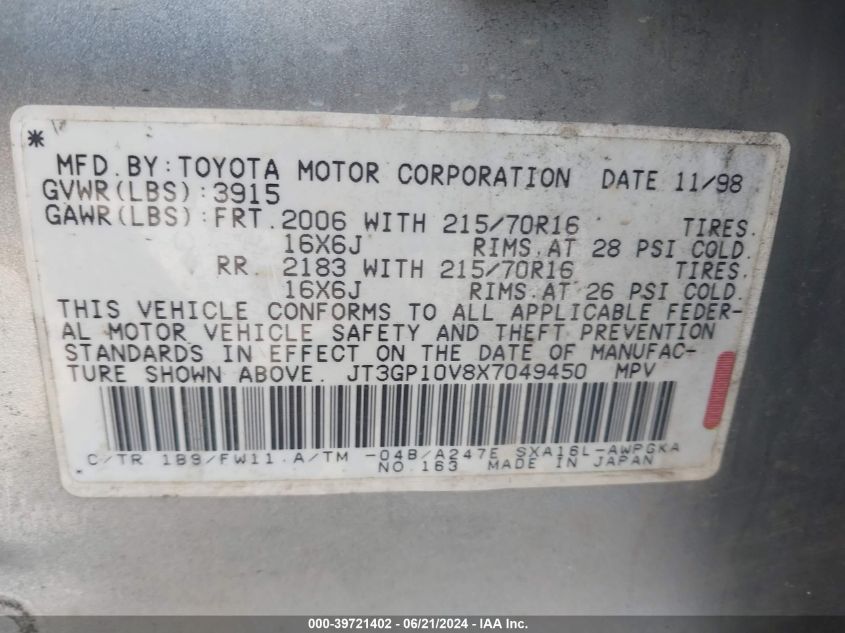 *
MFD. BY: TOYOTA MOTOR CORPORATION DATE 11/98
GVWR(LBS): 3915
GAWR(LBS): FRT. 2006 WITH 215/70R16 TIRES.
16X6J RIMS, AT 28 PSI COLD.
RR. 2183 WITH 215/70R16 TIRES.
16X6J RIMS, AT 26 PSI COLD.
THIS VEHICLE CONFORMS TO ALL APPLICABLE FEDER-
AL MOTOR VEHICLE SAFETY AND THEFT PREVENTION
STANDARDS IN EFFECT ON THE DATE OF MANUFAC-
TURE SHOWN ABOVE. JT3GP10V8X7049450 MPV
C/TR 1B9/FW11 A/TM -04B/A247E SXA16L-AWPGKA
NO.163 MADE IN JAPAN
000-39721402 - 06/21/2024 - IAA Inc.